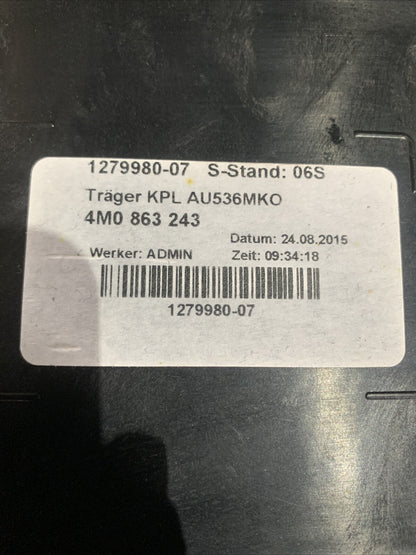 1279980-07 S-Stand: 06S
Träger KPL AU536MKO
4M0 863 243
Datum: 24.08.2015
Werker: ADMIN Zeit: 09:34:18
1279980-07